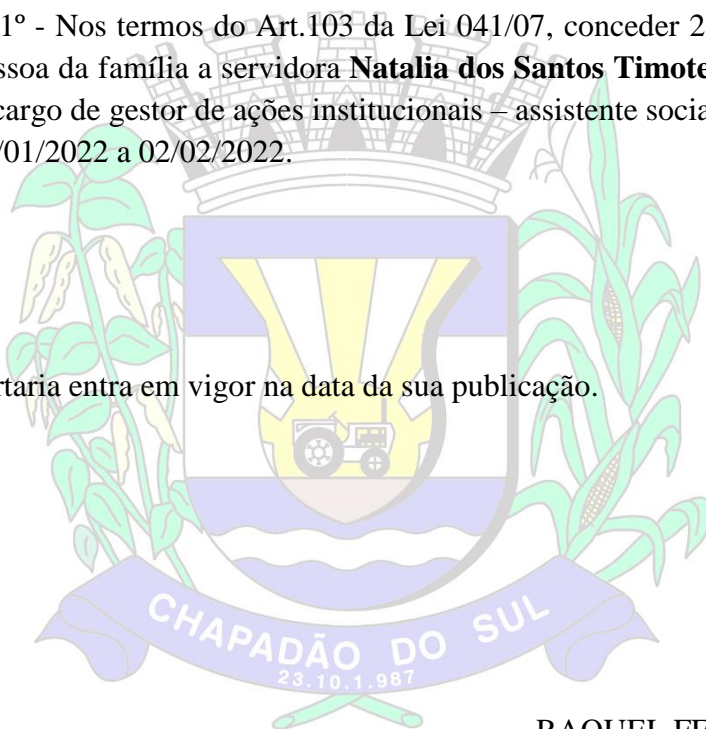 1º - Nos termos do Art.103 da Lei 041/07, conceder 2
ssoa da família a servidora Natalia dos Santos Timote
cargo de gestor de ações institucionais – assistente socia
/01/2022 a 02/02/2022.
rtaria entra em vigor na data da sua publicação.
CHAPADÃO DO SUL
23.10.1.987
RAQUEL FE